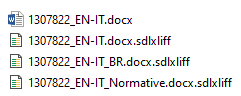 1307822_EN-IT.docx
1307822_EN-IT.docx.sdlxliff
1307822_EN-IT_BR.docx.sdlxliff
1307822_EN-IT_Normative.docx.sdlxliff